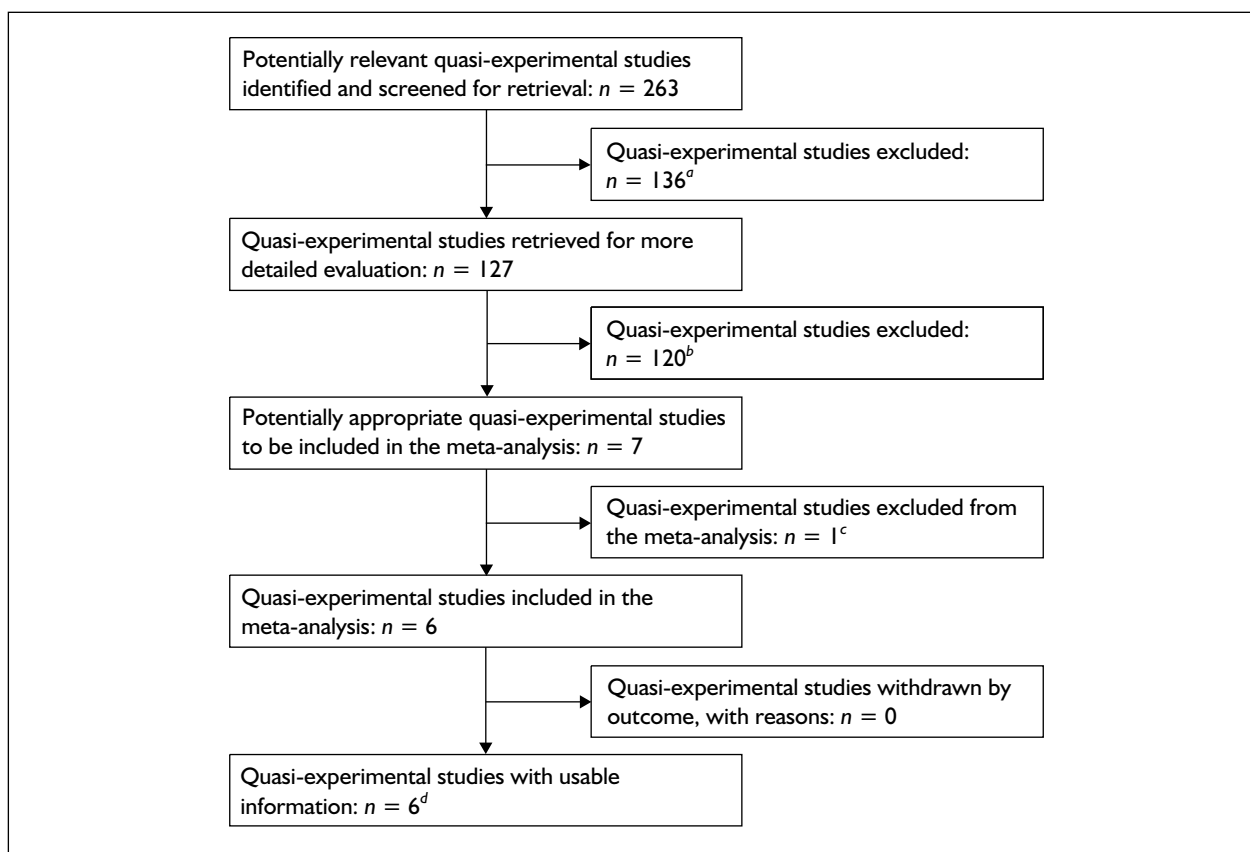 Potentially relevant quasi-experimental studies
identified and screened for retrieval: n = 263
Quasi-experimental studies excluded:
n = 136a
Quasi-experimental studies retrieved for more
detailed evaluation: n = 127
Quasi-experimental studies excluded:
n = 120b
Potentially appropriate quasi-experimental studies
to be included in the meta-analysis: n = 7
Quasi-experimental studies excluded from
the meta-analysis: n = 1c
Quasi-experimental studies included in the
meta-analysis: n = 6
Quasi-experimental studies withdrawn by
outcome, with reasons: n = 0
Quasi-experimental studies with usable
information: n = 6d